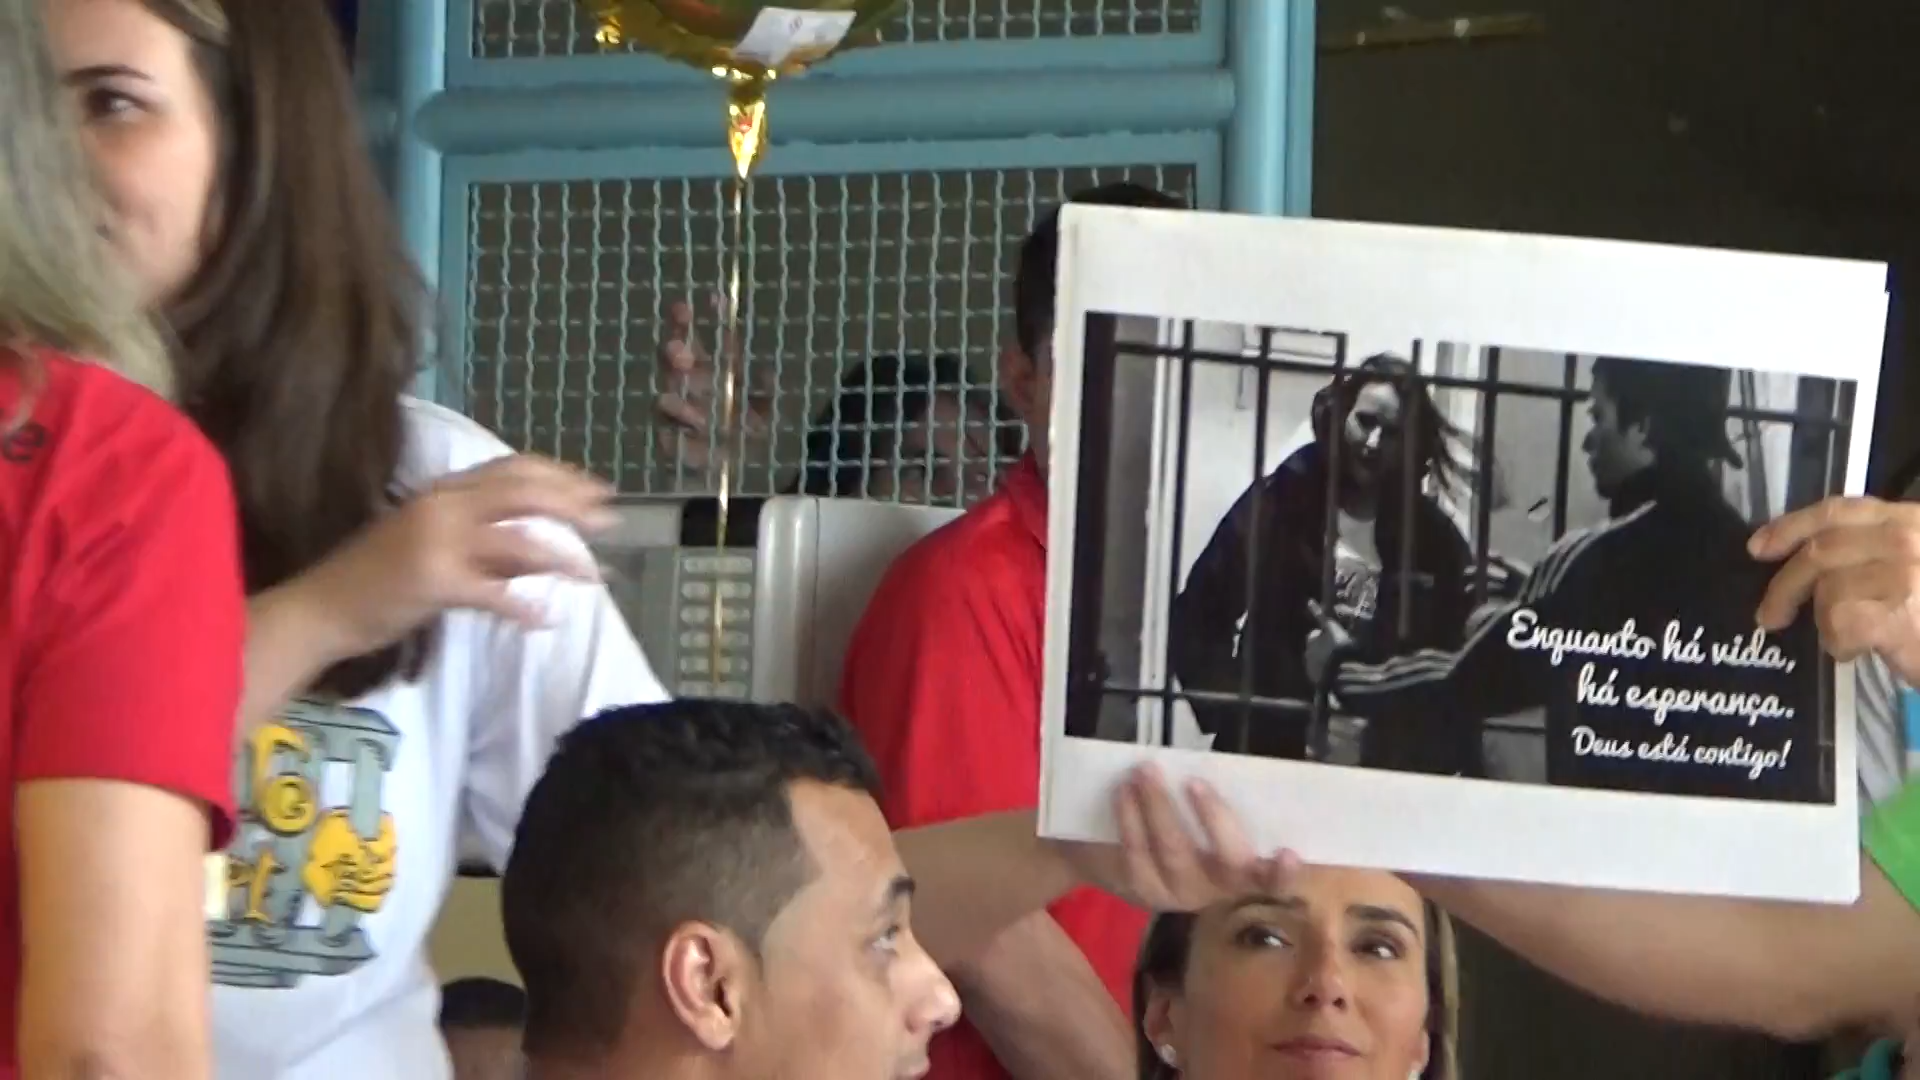 Enquanto há vida,
há esperança.
Deus está contigo!